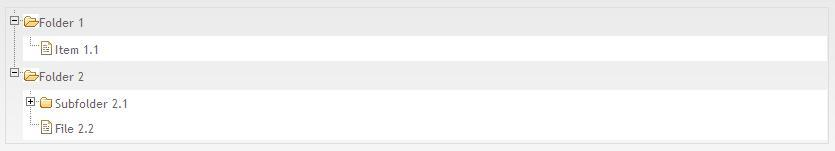 Folder 1
Item 1.1
Folder 2
Subfolder 2.1
File 2.2